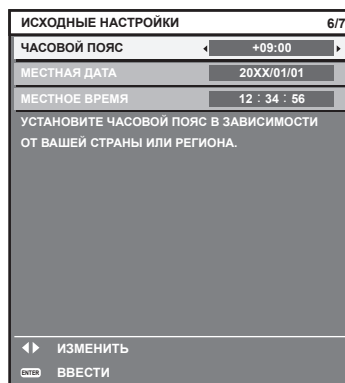 ИСХОДНЫЕ НАСТРОЙКИ 6/7
ЧАСОВОЙ ПОЯС +09:00
МЕСТНАЯ ДАТА 20XX/01/01
МЕСТНОЕ ВРЕМЯ 12 : 34 : 56
УСТАНОВИТЕ ЧАСОВОЙ ПОЯС В ЗАВИСИМОСТИ
ОТ ВАШЕЙ СТРАНЫ ИЛИ РЕГИОНА.
ИЗМЕНИТЬ
ENTER ВВЕСТИ